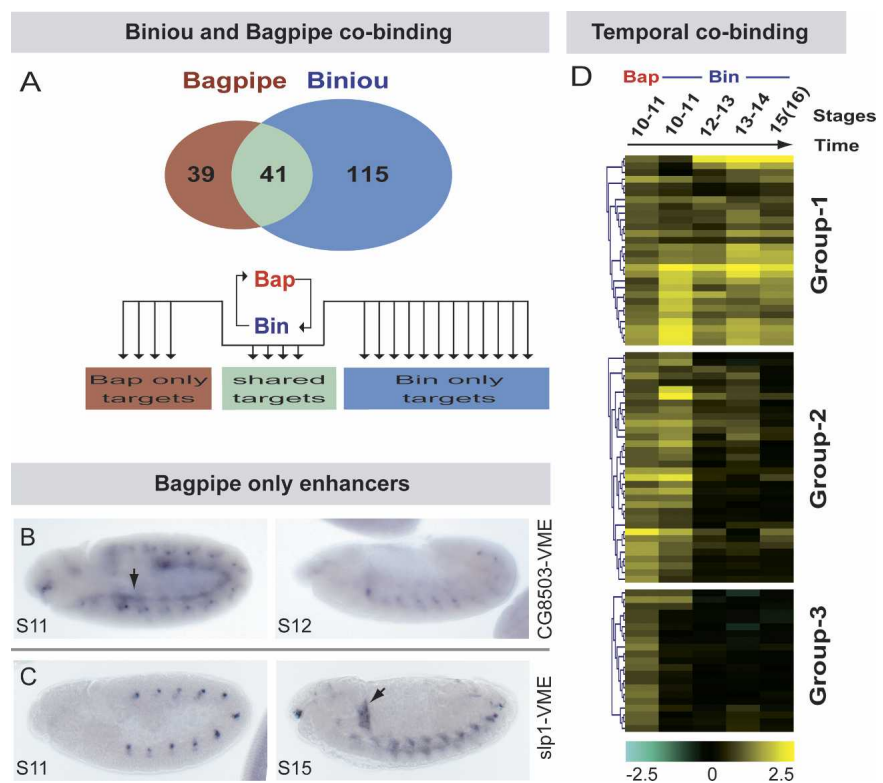 Biniou and Bagpipe co-binding
A
Bagpipe Biniou
39 41 115
Bap
Bin
Bap only targets
shared targets
Bin only targets
Bagpipe only enhancers
B
S11
S12
CG8503-VME
C
S11
S15
slp1-VME
Temporal co-binding
D
Bap Bin
10-11 10-11 12-13 13-14 15(16)
Stages
Time
Group-1
Group-2
Group-3
-2.5 0 2.5